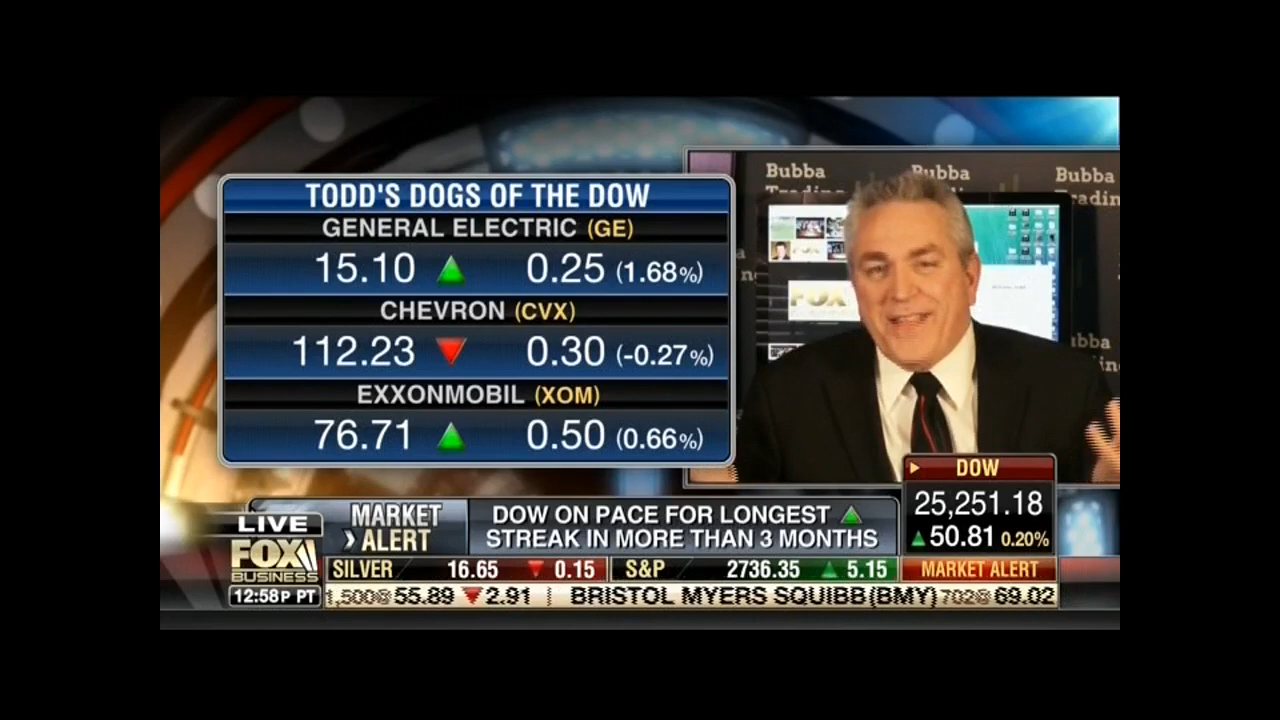 TODD'S DOGS OF THE DOW
GENERAL ELECTRIC (GE)
15.10 ▲ 0.25 (1.68%)
CHEVRON (CVX)
112.23 ▼ 0.30 (-0.27%)
EXXONMOBIL (XOM)
76.71 ▲ 0.50 (0.66%)
Bubba Bubba Bubba
Trading
FOX
DOW
25,251.18
▲50.81 0.20%
MARKET ALERT
MARKET
ALERT
DOW ON PACE FOR LONGEST ▲
STREAK IN MORE THAN 3 MONTHS
LIVE
FOX
BUSINESS
12:58P PT
SILVER 16.65 ▼ 0.15 S&P 2736.35 ▲ 5.15
55.89 ▼2.91 | BRISTOL MYERS SQUIBB(BMY) 69.02